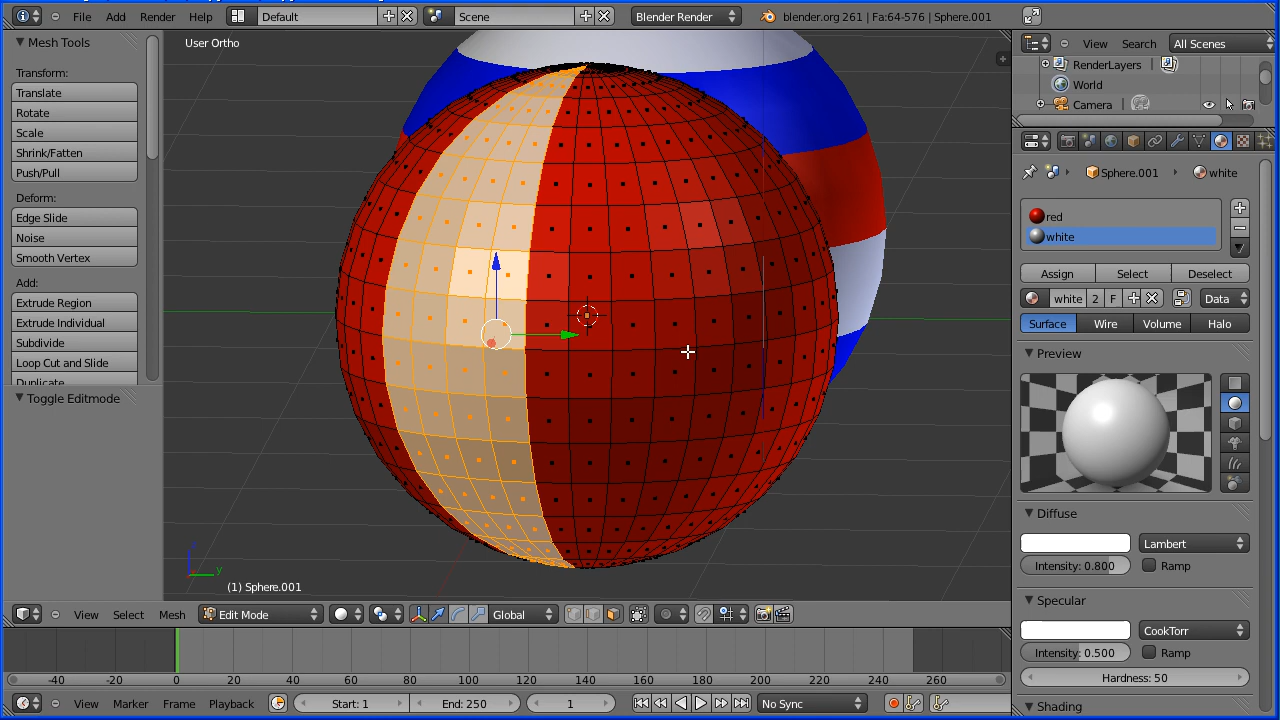 File Add Render Help Default Scene Blender Render blender.org 261 | Fa:64-576 | Sphere.001
Mesh Tools
Transform:
Translate
Rotate
Scale
Shrink/Fatten
Push/Pull
Deform:
Edge Slide
Noise
Smooth Vertex
Add:
Extrude Region
Extrude Individual
Subdivide
Loop Cut and Slide
Duplicate
Toggle Editmode
User Ortho
z
y
(1) Sphere.001
View Select Mesh Edit Mode Global
-40 -20 0 20 40 60 80 100 120 140 160 180 200 220 240 260
View Marker Frame Playback Start: 1 End: 250 1 No Sync
View Search All Scenes
RenderLayers |
World
Camera |
Sphere.001 white
red
white
Assign Select Deselect
white 2 F Data
Surface Wire Volume Halo
Preview
Diffuse
Lambert
Intensity: 0.800 Ramp
Specular
CookTorr
Intensity: 0.500 Ramp
Hardness: 50
Shading